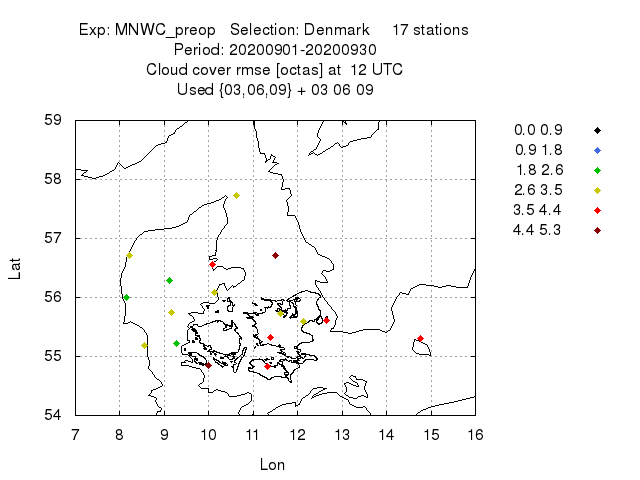 Exp: MNWC_preop   Selection: Denmark     17 stations
Period: 20200901-20200930
Cloud cover rmse [octas] at  12 UTC
Used {03,06,09} + 03 06 09
59
58
57
56
55
54
Lat
7 8 9 10 11 12 13 14 15 16
Lon
0.0 0.9
0.9 1.8
1.8 2.6
2.6 3.5
3.5 4.4
4.4 5.3